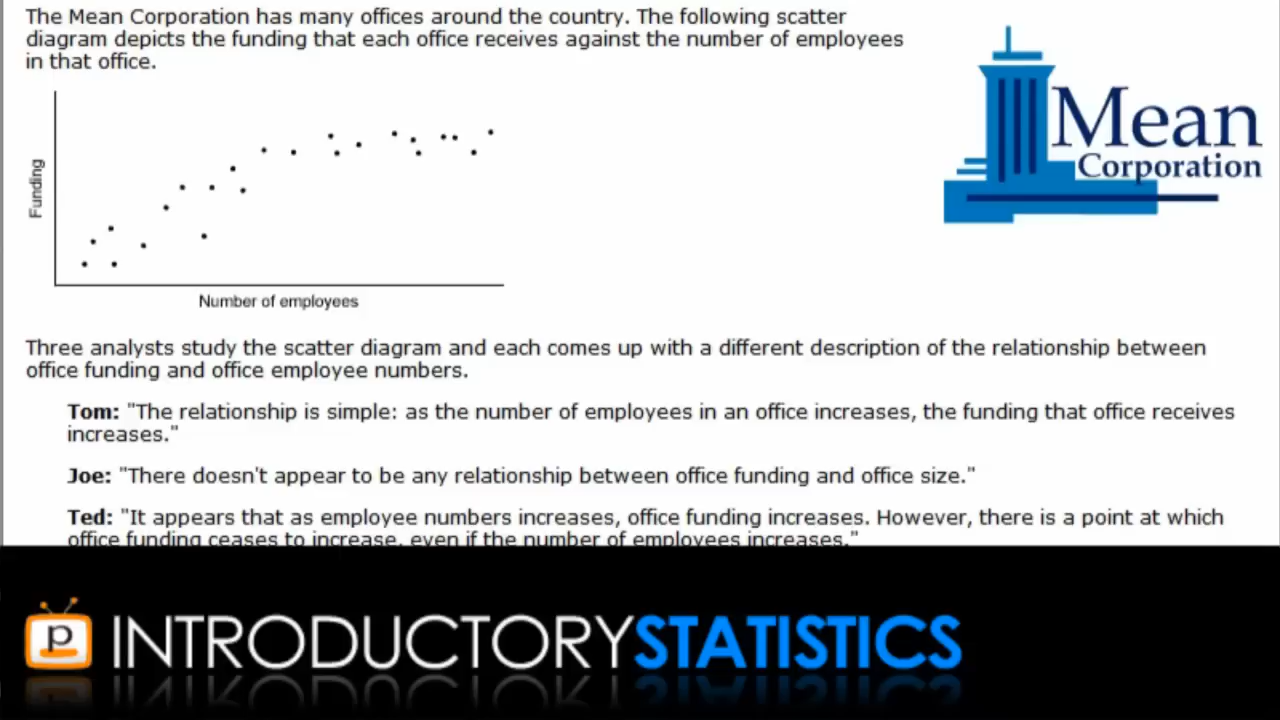 The Mean Corporation has many offices around the country. The following scatter
diagram depicts the funding that each office receives against the number of employees
in that office.
Mean
Corporation
Funding
Number of employees
Three analysts study the scatter diagram and each comes up with a different description of the relationship between
office funding and office employee numbers.
Tom: "The relationship is simple: as the number of employees in an office increases, the funding that office receives
increases."
Joe: "There doesn't appear to be any relationship between office funding and office size."
Ted: "It appears that as employee numbers increases, office funding increases. However, there is a point at which
office funding ceases to increase, even if the number of employees increases."
p INTRODUCTORYSTATISTICS